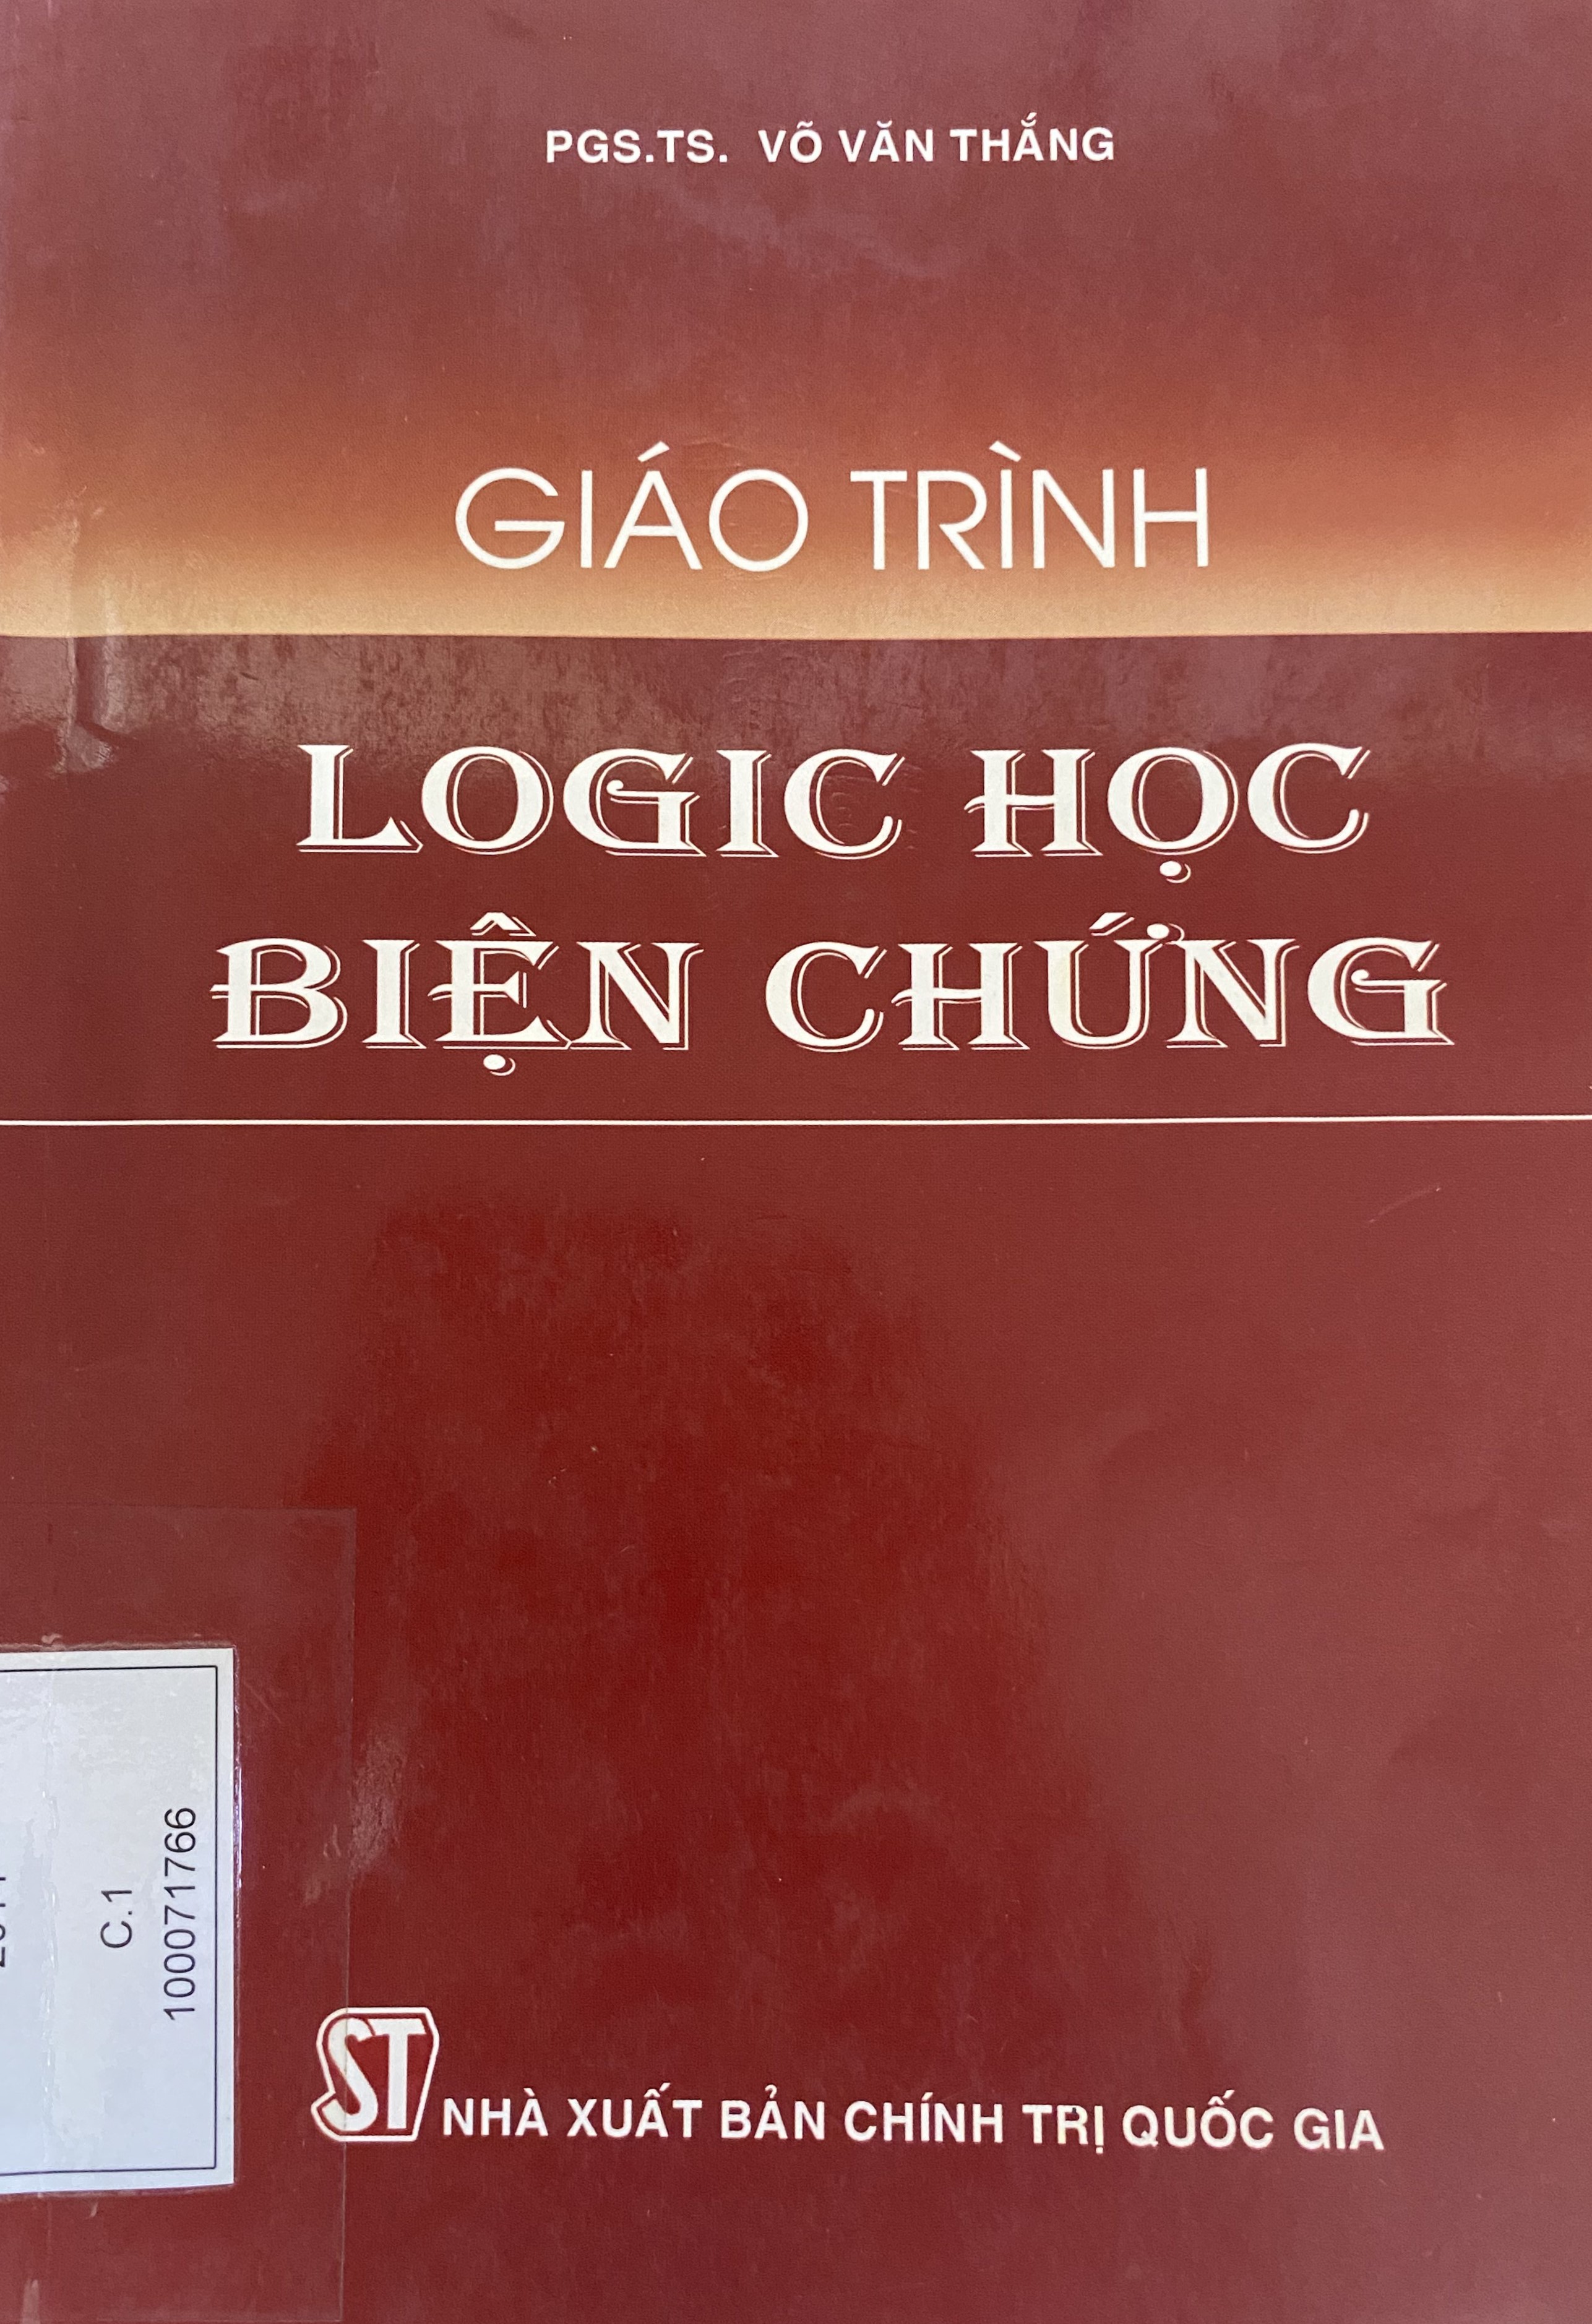 PGS.TS. VÕ VĂN THẮNG
GIÁO TRÌNH
LOGIC HỌC
BIỆN CHỨNG
C.1
100071766
ST
NHÀ XUẤT BẢN CHÍNH TRỊ QUỐC GIA